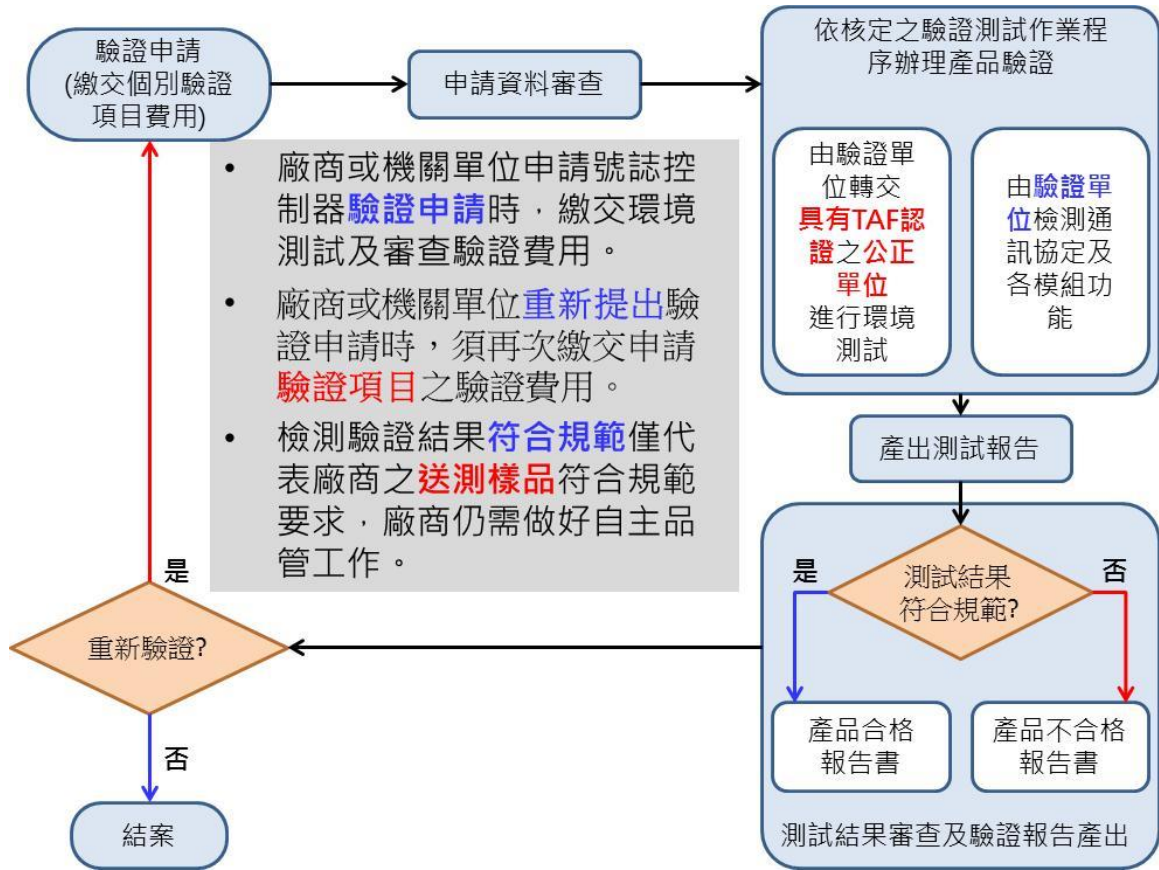 驗證申請
(繳交個別驗證
項目費用)
申請資料審查
依核定之驗證測試作業程
序辦理產品驗證
由驗證單
位轉交
具有TAF認
證之公正
單位
進行環境
測試
由驗證單
位檢測通
訊協定及
各模組功
能
• 廠商或機關單位申請號誌控
制器驗證申請時，繳交環境
測試及審查驗證費用。
• 廠商或機關單位重新提出驗
證申請時，須再次繳交申請
驗證項目之驗證費用。
• 檢測驗證結果符合規範僅代
表廠商之送測樣品符合規範
要求，廠商仍需做好自主品
管工作。
產出測試報告
測試結果
符合規範?
是
否
產品合格
報告書
產品不合格
報告書
測試結果審查及驗證報告產出
是
重新驗證?
否
結案